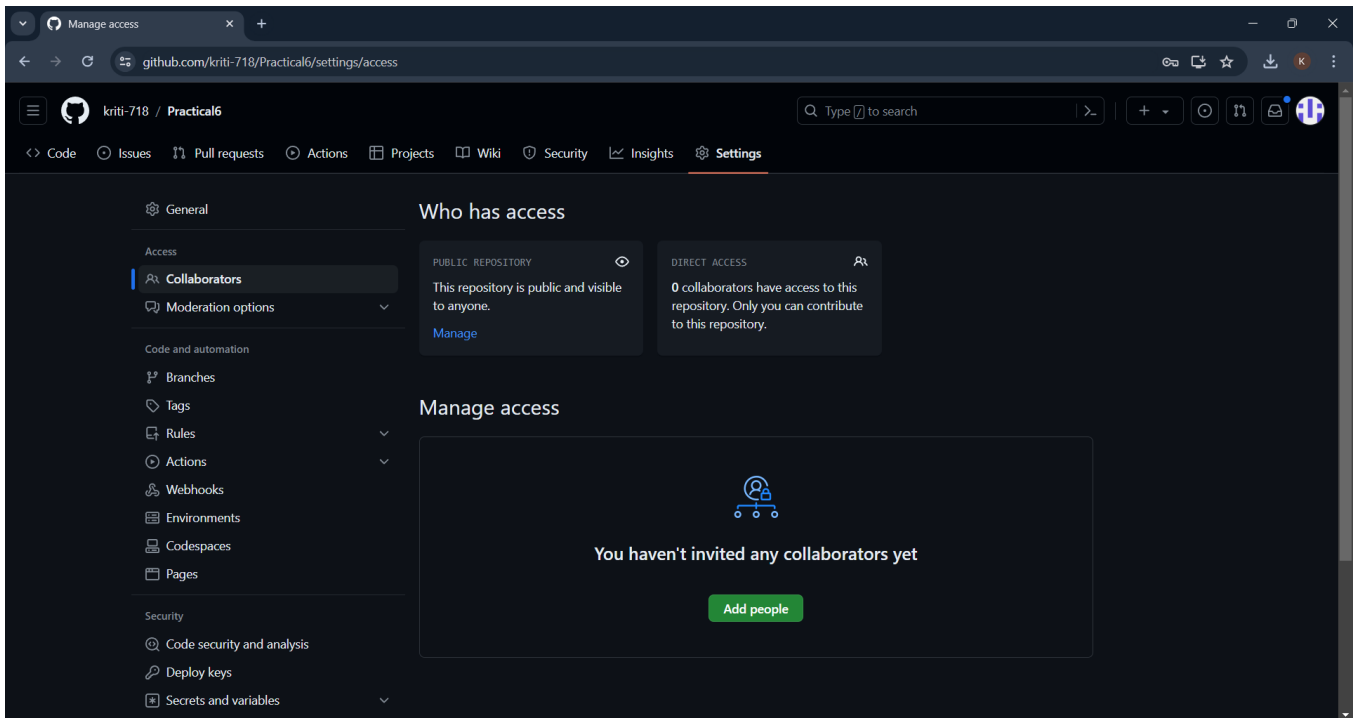 Manage access
github.com/kriti-718/Practical6/settings/access
K
kriti-718 / Practical6
Type / to search
Code Issues Pull requests Actions Projects Wiki Security Insights Settings
General
Access
Collaborators
Moderation options
Code and automation
Branches
Tags
Rules
Actions
Webhooks
Environments
Codespaces
Pages
Security
Code security and analysis
Deploy keys
Secrets and variables
Who has access
PUBLIC REPOSITORY
This repository is public and visible
to anyone.
Manage
DIRECT ACCESS
0 collaborators have access to this
repository. Only you can contribute
to this repository.
Manage access
You haven't invited any collaborators yet
Add people